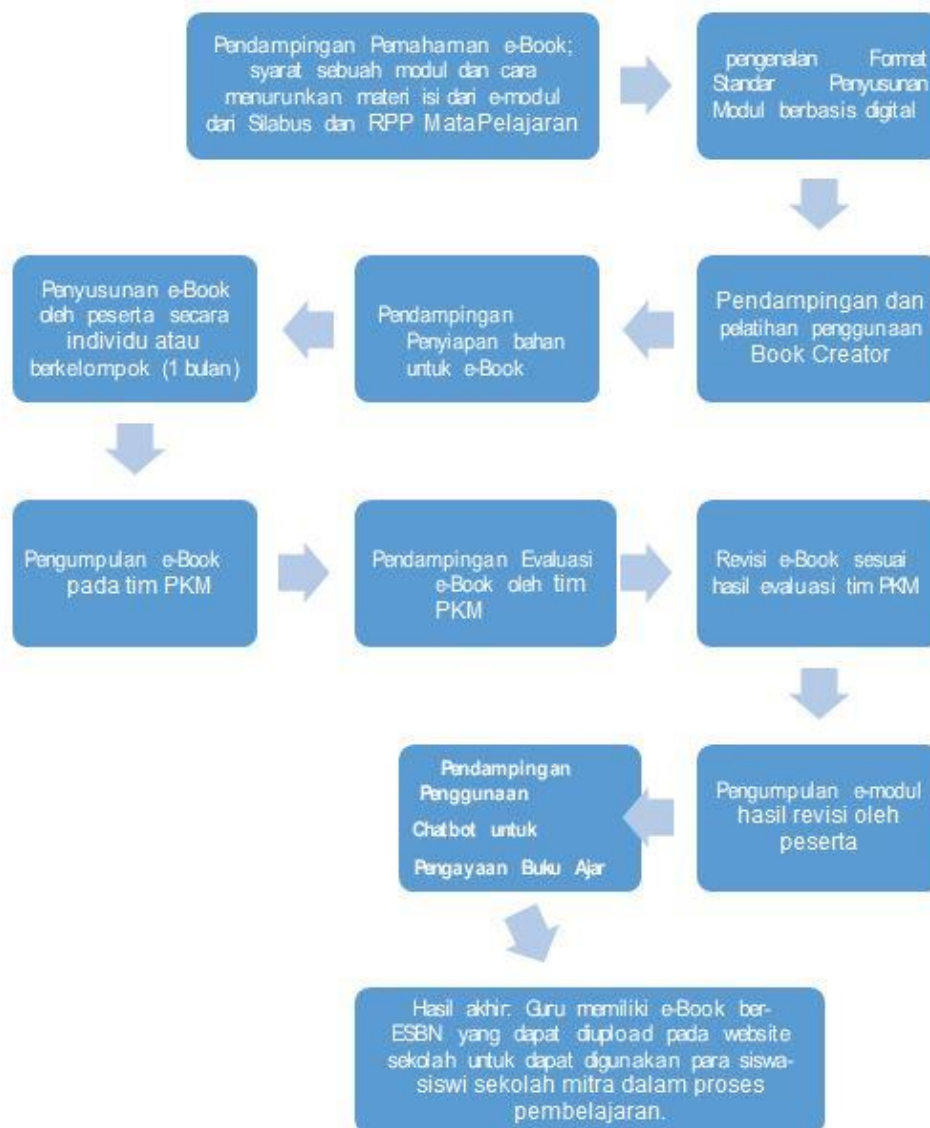 Pendampingan Pemahaman e-Book;
syarat sebuah modul dan cara
menurunkan materi isi dari e-modul
dari Silabus dan RPP MataPelajaran
pengenalan Format
Standar Penyusunan
Modul berbasis digital
Pendampingan dan
pelatihan penggunaan
Book Creator
Pendampingan
Penyiapan bahan
untuk e-Book
Penyusunan e-Book
oleh peserta secara
individu atau
berkelompok (1 bulan)
Pengumpulan e-Book
pada tim PKM
Pendampingan Evaluasi
e-Book oleh tim
PKM
Revisi e-Book sesuai
hasil evaluasi tim PKM
Pengumpulan e-modul
hasil revisi oleh
peserta
Pendampingan
Penggunaan
Chatbot untuk
Pengayaan Buku Ajar
Hasil akhir: Guru memiliki e-Book ber-
ESBN yang dapat diupload pada website
sekolah untuk dapat digunakan para siswa-
siswi sekolah mitra dalam proses
pembelajaran.